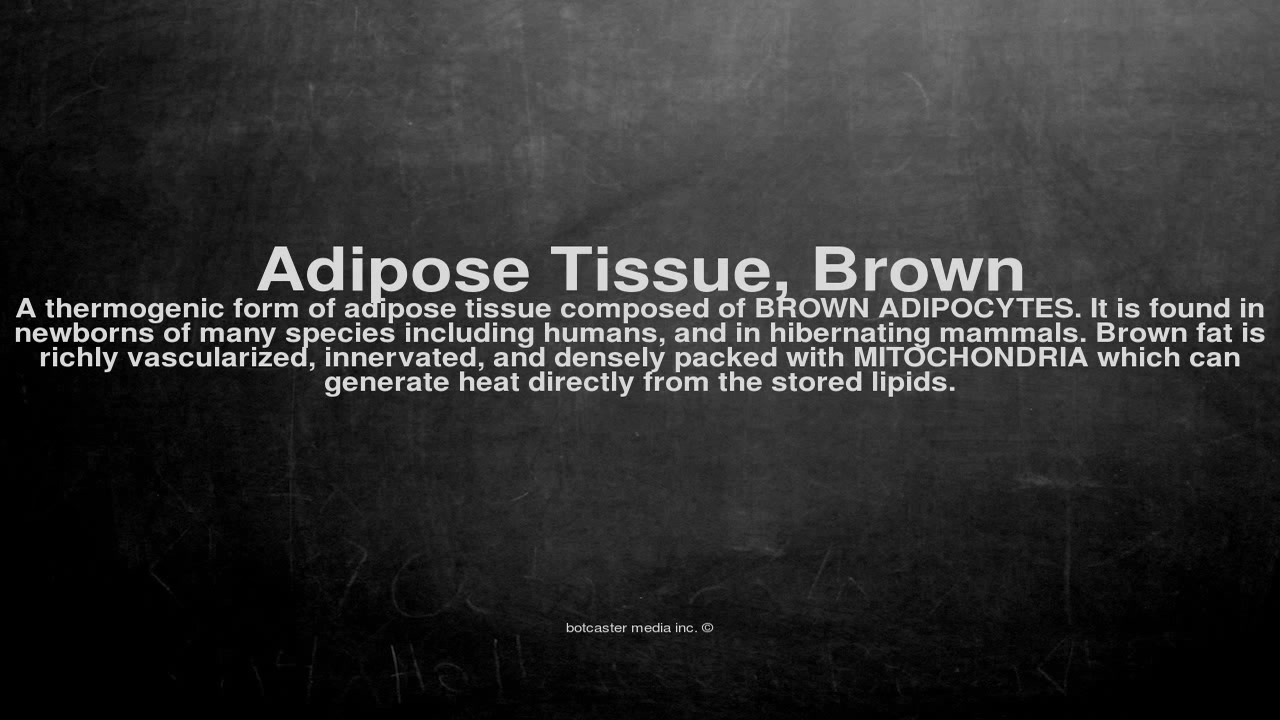 Adipose Tissue, Brown
A thermogenic form of adipose tissue composed of BROWN ADIPOCYTES. It is found in
newborns of many species including humans, and in hibernating mammals. Brown fat is
richly vascularized, innervated, and densely packed with MITOCHONDRIA which can
generate heat directly from the stored lipids.
botcaster media inc. ©